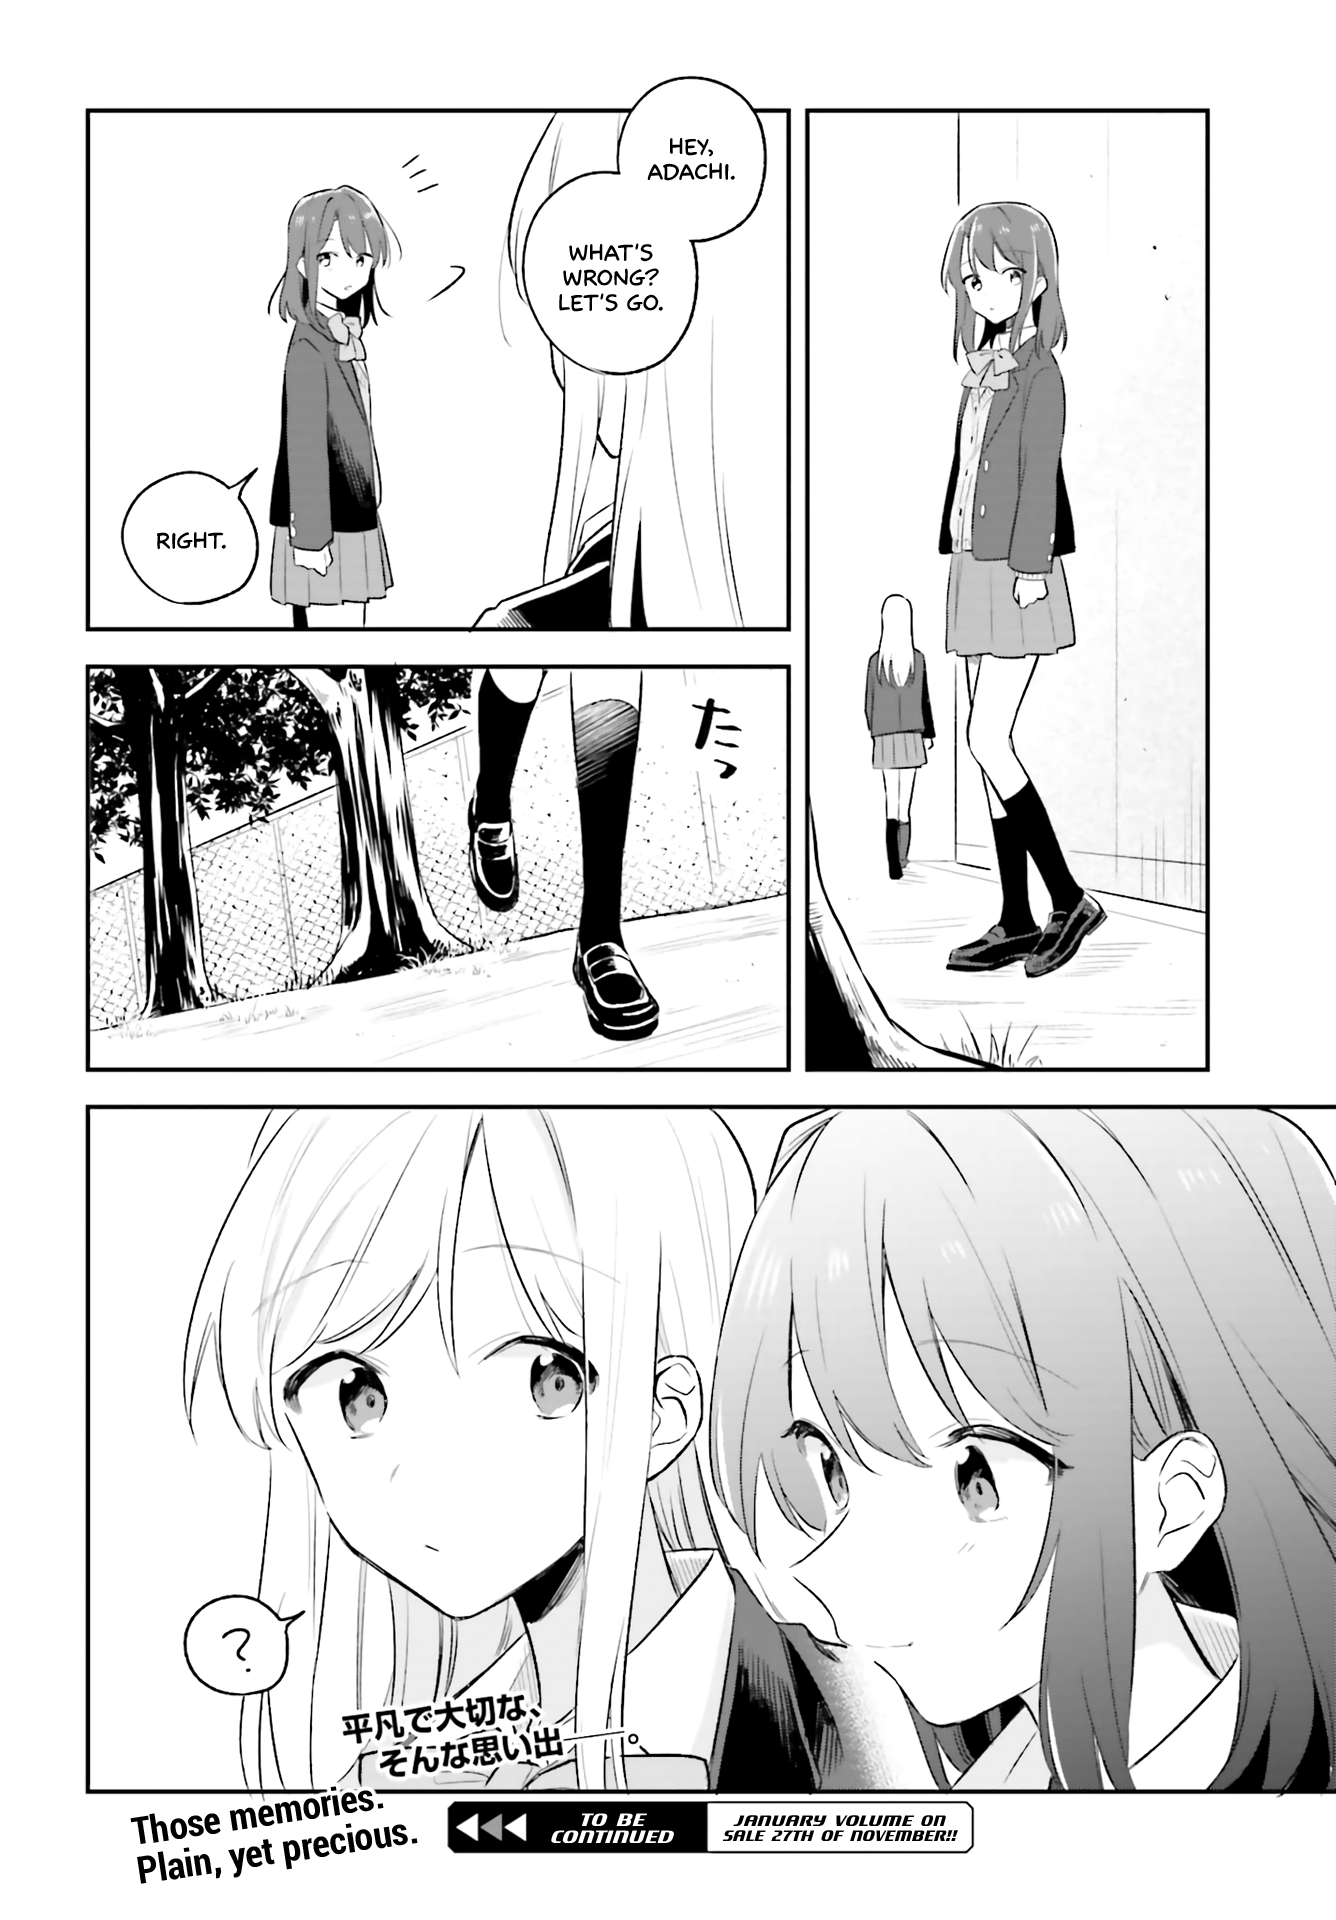 HEY,
ADACHI.
WHAT'S
WRONG?
LET'S GO.
RIGHT.
たっ
?
平凡で大切な、
そんな思い出――。
Those memories.
Plain, yet precious.
TO BE
CONTINUED
JANUARY VOLUME ON
SALE 27TH OF NOVEMBER!!